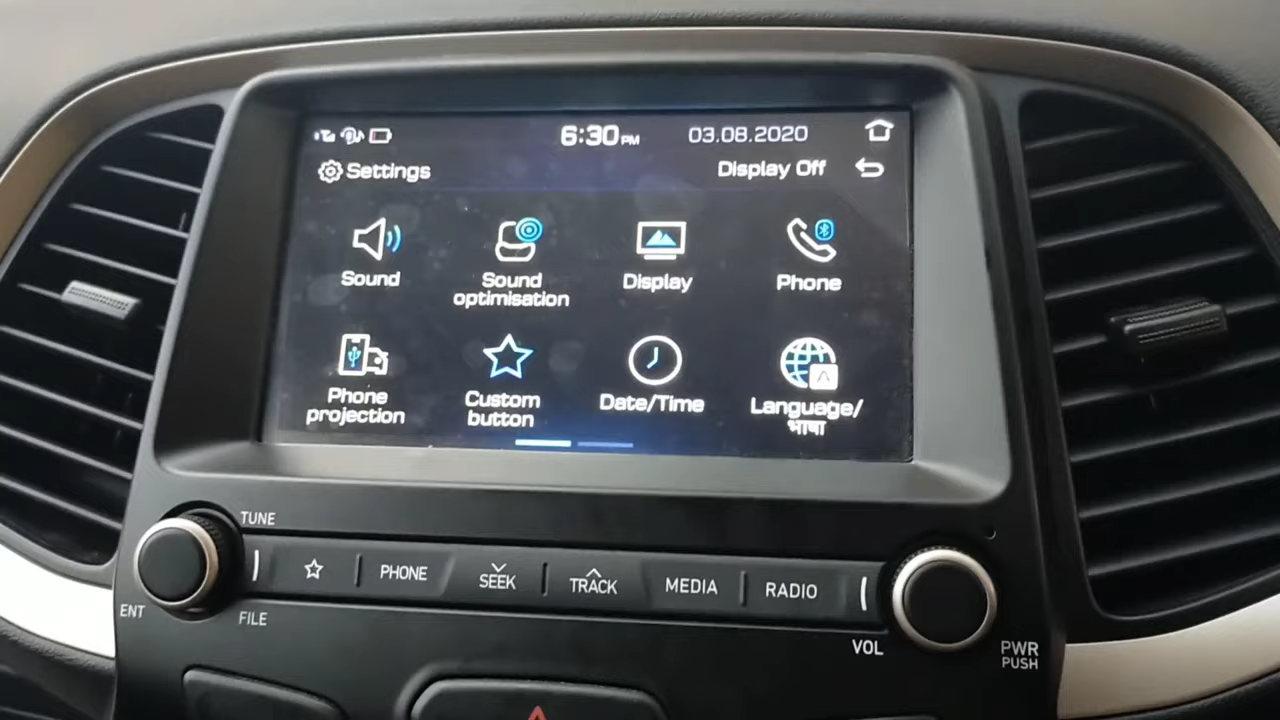 6:30 PM 03.08.2020
Settings Display Off
Sound
Sound
optimisation
Display
Phone
Phone
projection
Custom
button
Date/Time
Language/
भाषा
TUNE
ENT
FILE
PHONE
SEEK
TRACK
MEDIA
RADIO
VOL
PWR
PUSH